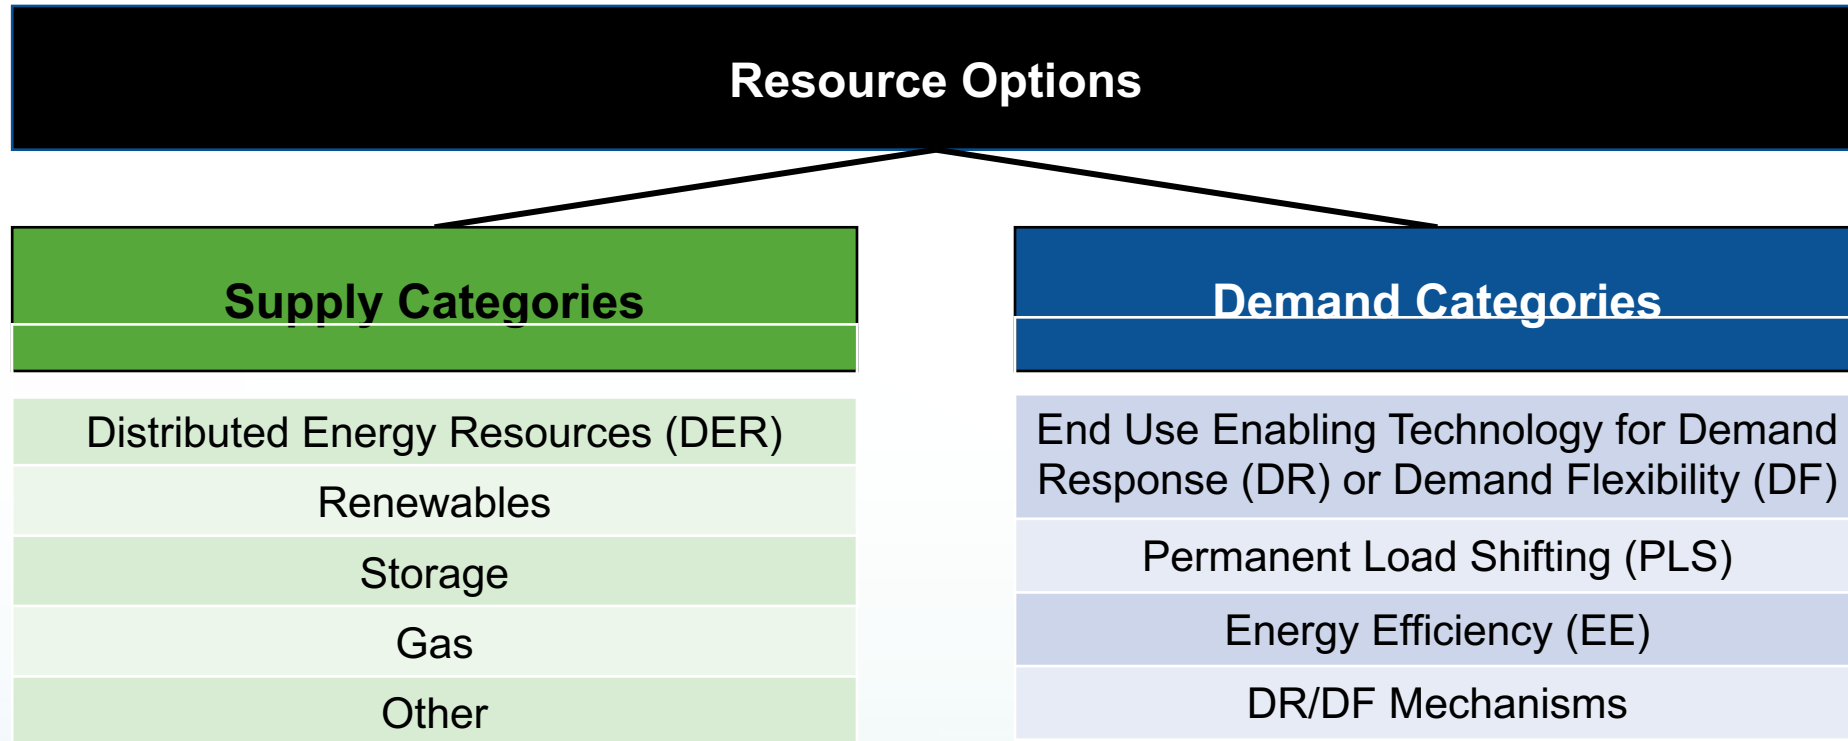 Resource Options
Supply Categories
Distributed Energy Resources (DER)
Renewables
Storage
Gas
Other
Demand Categories
End Use Enabling Technology for Demand
Response (DR) or Demand Flexibility (DF)
Permanent Load Shifting (PLS)
Energy Efficiency (EE)
DR/DF Mechanisms